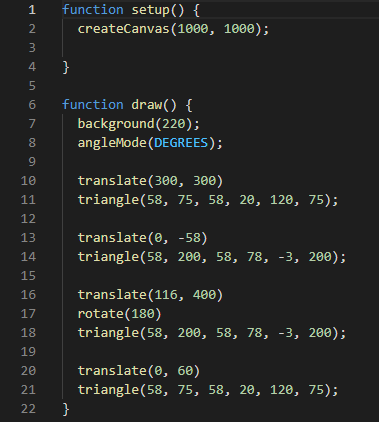 1 function setup() {
2   createCanvas(1000, 1000);
3
4 }
5
6 function draw() {
7   background(220);
8   angleMode(DEGREES);
9
10   translate(300, 300)
11   triangle(58, 75, 58, 20, 120, 75);
12
13   translate(0, -58)
14   triangle(58, 200, 58, 78, -3, 200);
15
16   translate(116, 400)
17   rotate(180)
18   triangle(58, 200, 58, 78, -3, 200);
19
20   translate(0, 60)
21   triangle(58, 75, 58, 20, 120, 75);
22 }